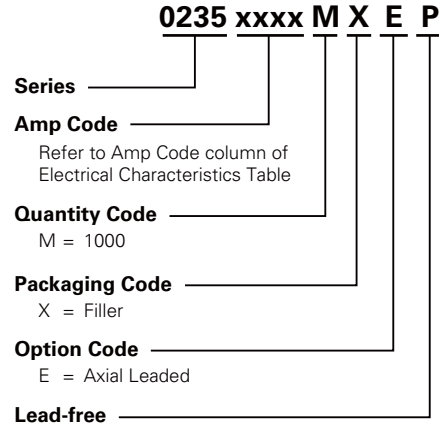 0235 xxxx M X E P
Series
Amp Code
Refer to Amp Code column of
Electrical Characteristics Table
Quantity Code
M = 1000
Packaging Code
X = Filler
Option Code
E = Axial Leaded
Lead-free